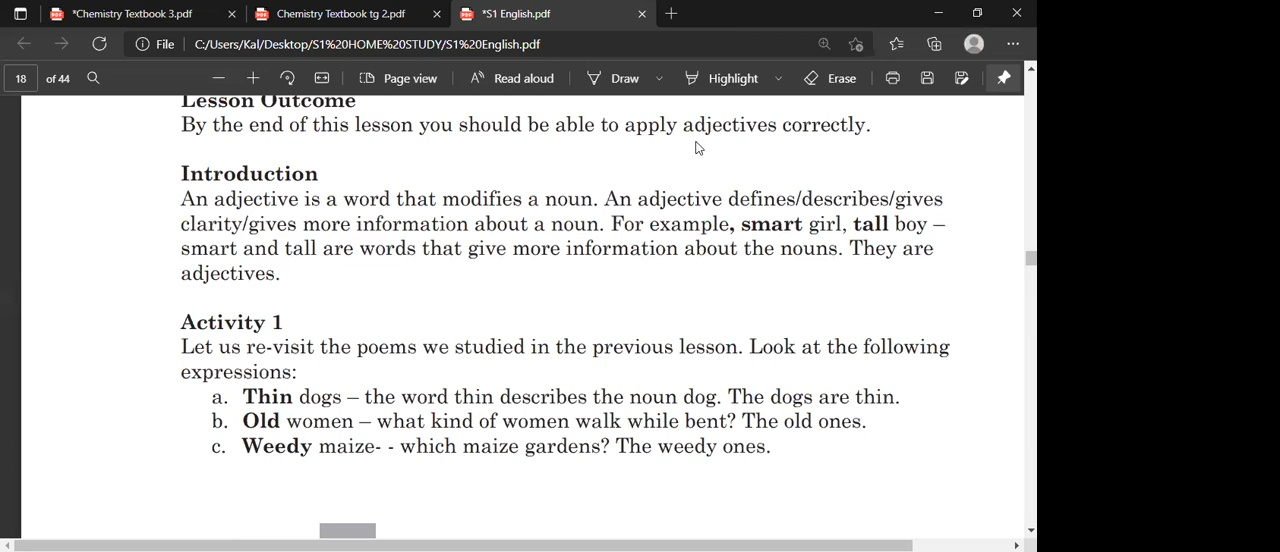 *Chemistry Textbook 3.pdf
Chemistry Textbook tg 2.pdf
*S1 English.pdf
File C:/Users/Kal/Desktop/S1%20HOME%20STUDY/S1%20English.pdf
18 of 44
Page view
Read aloud
Draw
Highlight
Erase
Lesson Outcome
By the end of this lesson you should be able to apply adjectives correctly.
Introduction
An adjective is a word that modifies a noun. An adjective defines/describes/gives
clarity/gives more information about a noun. For example, smart girl, tall boy –
smart and tall are words that give more information about the nouns. They are
adjectives.
Activity 1
Let us re-visit the poems we studied in the previous lesson. Look at the following
expressions:
a. Thin dogs – the word thin describes the noun dog. The dogs are thin.
b. Old women – what kind of women walk while bent? The old ones.
c. Weedy maize- - which maize gardens? The weedy ones.